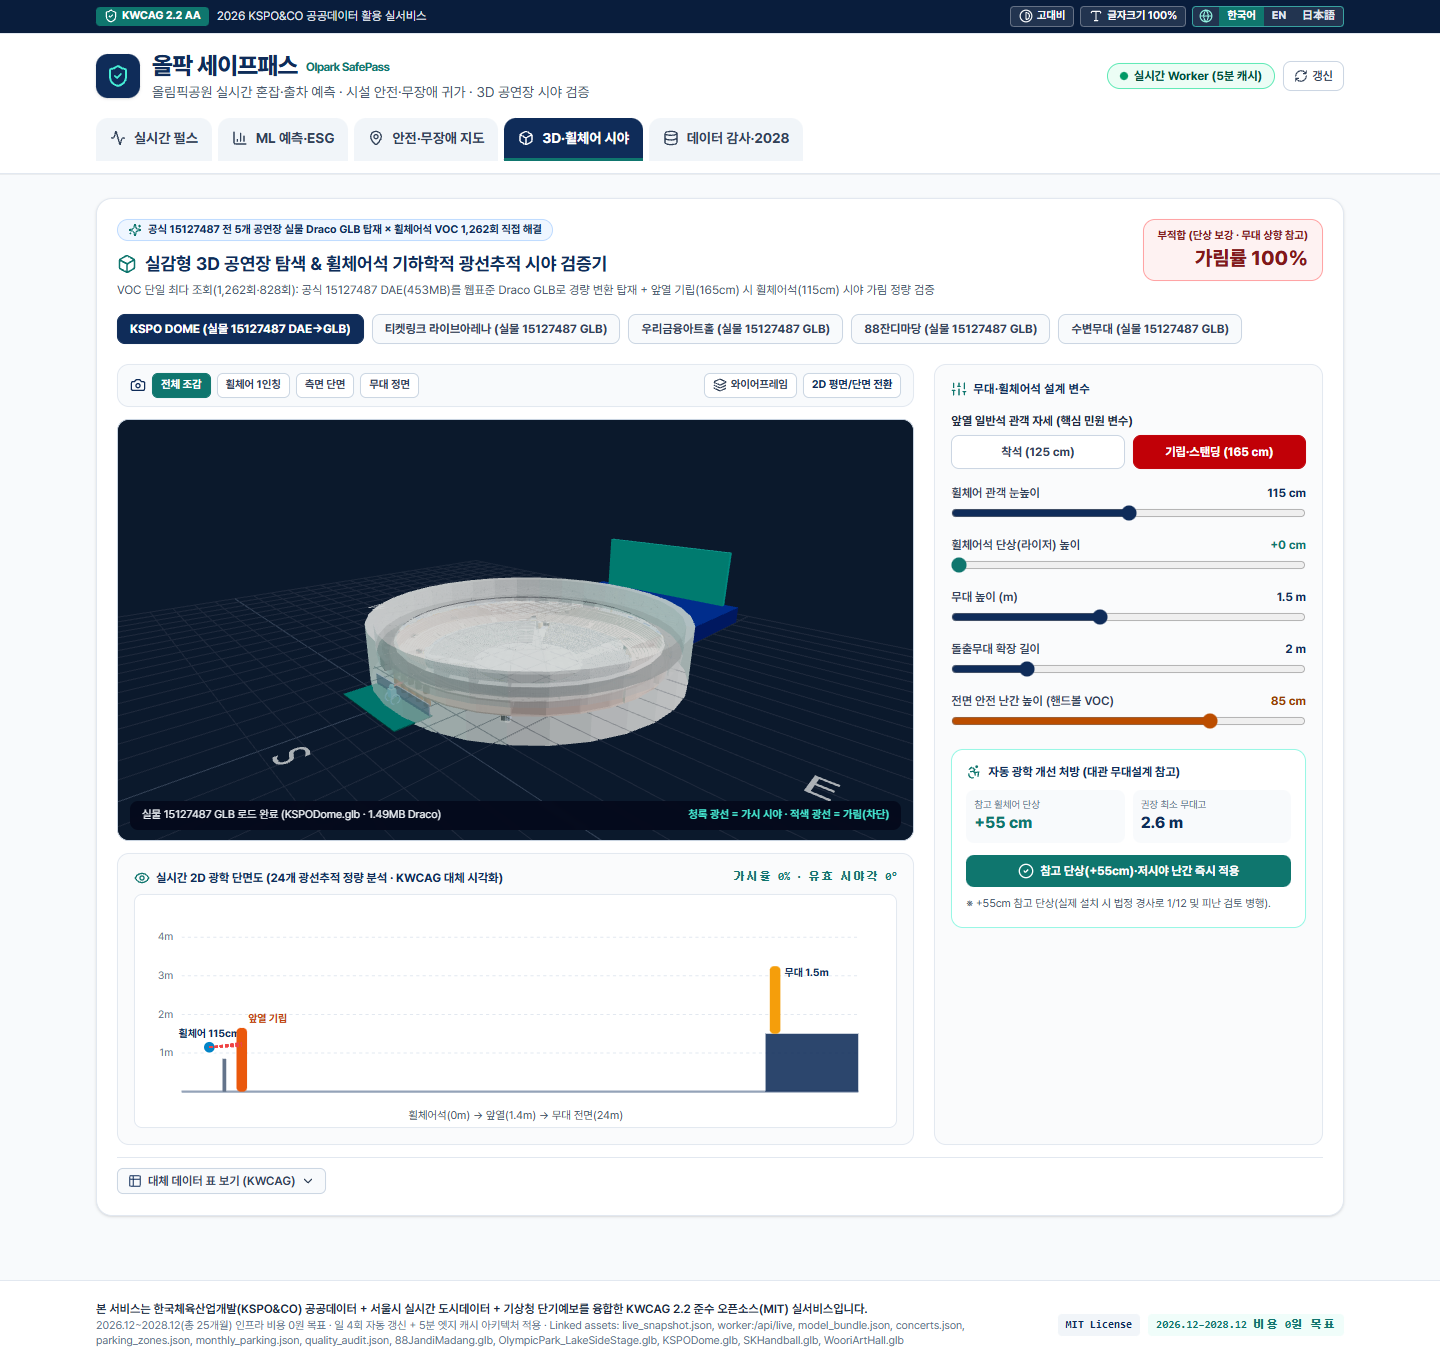 KWCAG 2.2 AA 2026 KSPO&CO 공공데이터 활용 실서비스 고대비 글자크기 100% 한국어 EN 日本語
올팍 세이프패스 Olpark SafePass
올림픽공원 실시간 혼잡·출차 예측 · 시설 안전·무장애 귀가 · 3D 공연장 시야 검증
실시간 Worker (5분 캐시) 갱신
실시간 펄스 ML 예측·ESG 안전·무장애 지도 3D·휠체어 시야 데이터 감사·2028
공식 15127487 전 5개 공연장 실물 Draco GLB 탑재 × 휠체어석 VOC 1,262회 직접 해결
실감형 3D 공연장 탐색 & 휠체어석 기하학적 광선추적 시야 검증기
VOC 단일 최다 조회(1,262회·828회): 공식 15127487 DAE(453MB)를 웹표준 Draco GLB로 경량 변환 탑재 + 앞열 기립(165cm) 시 휠체어석(115cm) 시야 가림 정량 검증
부적합 (단상 보강 · 무대 상향 참고)
가림률 100%
KSPO DOME (실물 15127487 DAE→GLB) 티켓링크 라이브아레나 (실물 15127487 GLB) 우리금융아트홀 (실물 15127487 GLB) 88잔디마당 (실물 15127487 GLB) 수변무대 (실물 15127487 GLB)
전체 조감 휠체어 1인칭 측면 단면 무대 정면 와이어프레임 2D 평면/단면 전환
S
E
실물 15127487 GLB 로드 완료 (KSPODome.glb · 1.49MB Draco) 청록 광선 = 가시 시야 · 적색 광선 = 가림(차단)
실시간 2D 광학 단면도 (24개 광선추적 정량 분석 · KWCAG 대체 시각화) 가시율 0% · 유효 시야각 0°
4m
3m
2m
1m
무대 1.5m
앞열 기립
휠체어 115cm
휠체어석(0m) → 앞열(1.4m) → 무대 전면(24m)
무대·휠체어석 설계 변수
앞열 일반석 관객 자세 (핵심 민원 변수)
착석 (125 cm) 기립·스탠딩 (165 cm)
휠체어 관객 눈높이 115 cm
휠체어석 단상(라이저) 높이 +0 cm
무대 높이 (m) 1.5 m
돌출무대 확장 길이 2 m
전면 안전 난간 높이 (핸드볼 VOC) 85 cm
자동 광학 개선 처방 (대관 무대설계 참고)
참고 휠체어 단상 권장 최소 무대고
+55 cm 2.6 m
참고 단상(+55cm)·저시야 난간 즉시 적용
※ +55cm 참고 단상(실제 설치 시 법정 경사로 1/12 및 피난 검토 병행).
대체 데이터 표 보기 (KWCAG)
본 서비스는 한국체육산업개발(KSPO&CO) 공공데이터 + 서울시 실시간 도시데이터 + 기상청 단기예보를 융합한 KWCAG 2.2 준수 오픈소스(MIT) 실서비스입니다.
2026.12~2028.12(총 25개월) 인프라 비용 0원 목표 · 일 4회 자동 갱신 + 5분 엣지 캐시 아키텍처 적용 · Linked assets: live_snapshot.json, worker:/api/live, model_bundle.json, concerts.json,
parking_zones.json, monthly_parking.json, quality_audit.json, 88JandiMadang.glb, OlympicPark_LakeSideStage.glb, KSPODome.glb, SKHandball.glb, WooriArtHall.glb
MIT License 2026.12–2028.12 비용 0원 목표